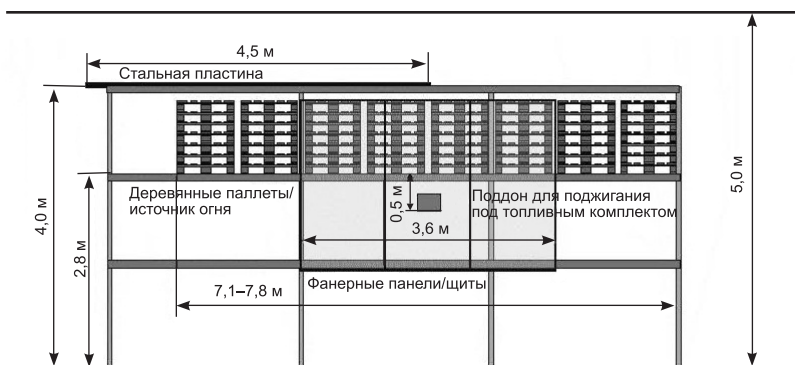 4,5 м
Стальная пластина
Деревянные паллеты/
источник огня
0,5 м
Поддон для поджигания
под топливным комплектом
5,0 м
4,0 м
2,8 м
3,6 м
Фанерные панели/щиты
7,1–7,8 м